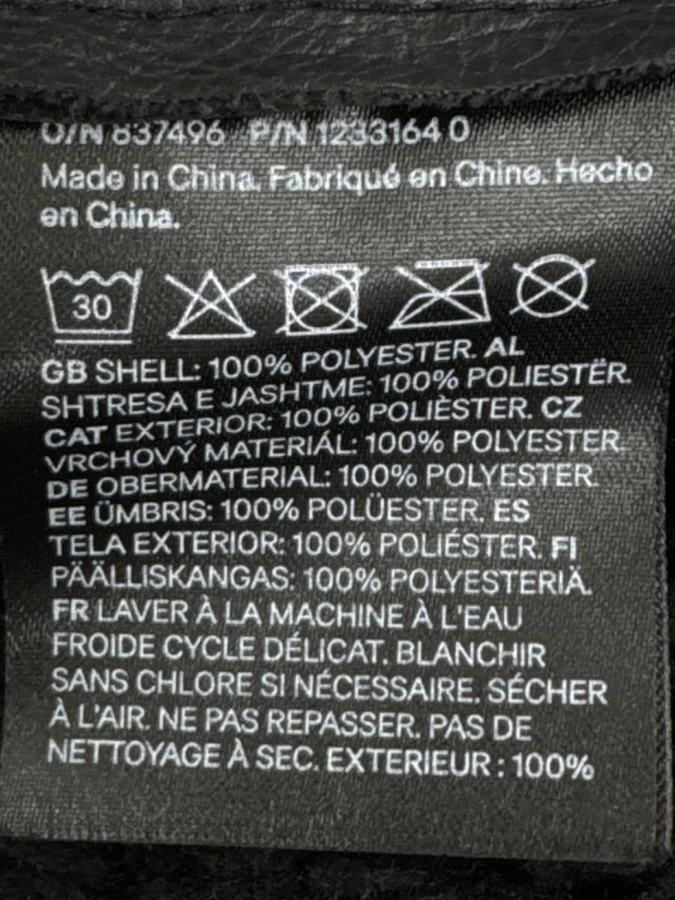 O/N 837496 P/N 1233164 0
Made in China. Fabriqué en Chine. Hecho
en China.
30
GB SHELL: 100% POLYESTER. AL
SHTRESA E JASHTME: 100% POLIESTËR.
CAT EXTERIOR: 100% POLIÈSTER. CZ
VRCHOVÝ MATERIÁL: 100% POLYESTER.
DE OBERMATERIAL: 100% POLYESTER.
EE ÜMBRIS: 100% POLÜESTER. ES
TELA EXTERIOR: 100% POLIÉSTER. FI
PÄÄLLISKANGAS: 100% POLYESTERIÄ.
FR LAVER À LA MACHINE À L'EAU
FROIDE CYCLE DÉLICAT. BLANCHIR
SANS CHLORE SI NÉCESSAIRE. SÉCHER
À L'AIR. NE PAS REPASSER. PAS DE
NETTOYAGE À SEC. EXTERIEUR : 100%